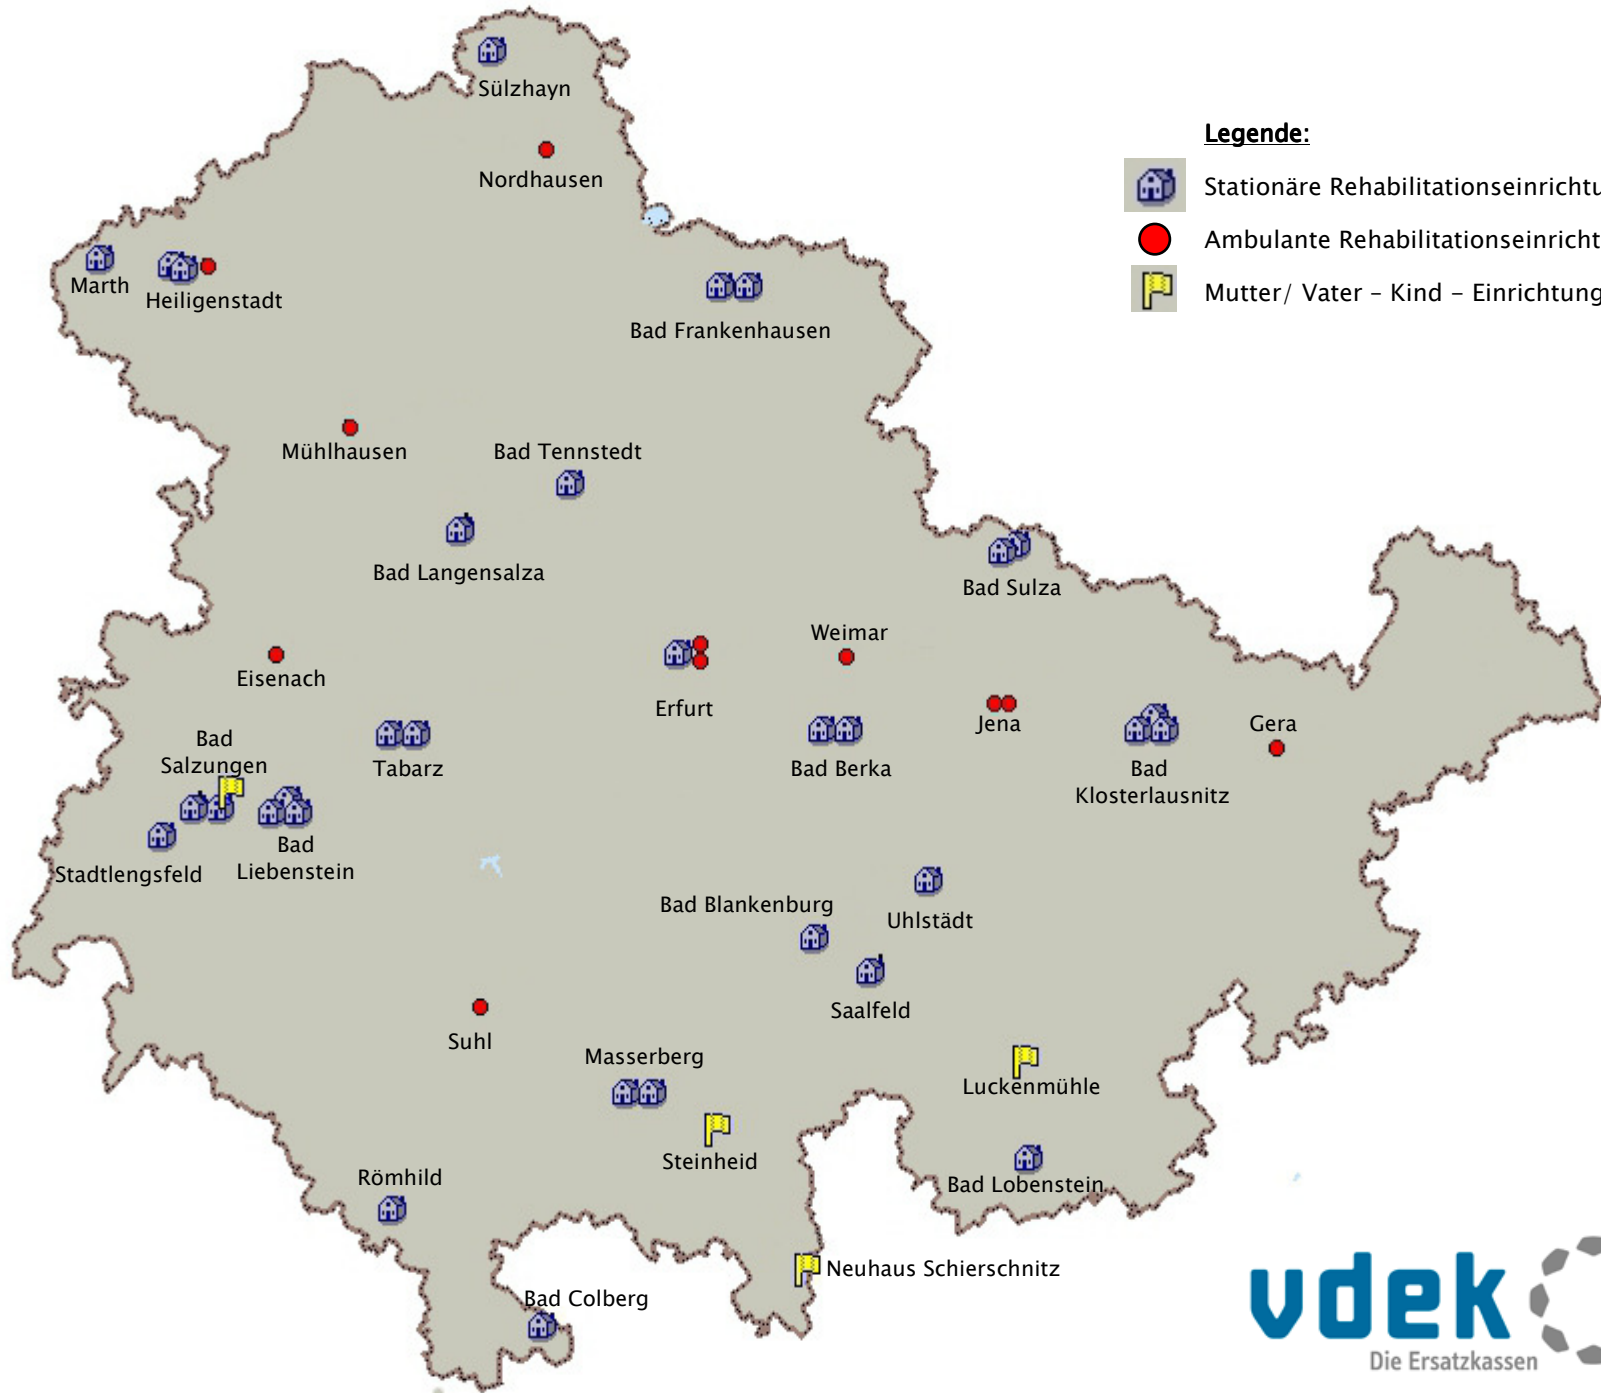 Sülzhayn
Nordhausen
Marth
Heiligenstadt
Bad Frankenhausen
Legende:
Stationäre Rehabilitationseinrichtu
Ambulante Rehabilitationseinricht
Mutter/ Vater – Kind – Einrichtung
Mühlhausen
Bad Tennstedt
Bad Langensalza
Bad Sulza
Weimar
Eisenach
Erfurt
Jena
Gera
Bad
Salzungen
Tabarz
Bad Berka
Bad
Klosterlausnitz
Stadtlengsfeld
Bad
Liebenstein
Bad Blankenburg
Uhlstädt
Saalfeld
Suhl
Masserberg
Luckenmühle
Steinheid
Römhild
Bad Lobenstein
Neuhaus Schierschnitz
Bad Colberg
vdek
Die Ersatzkassen